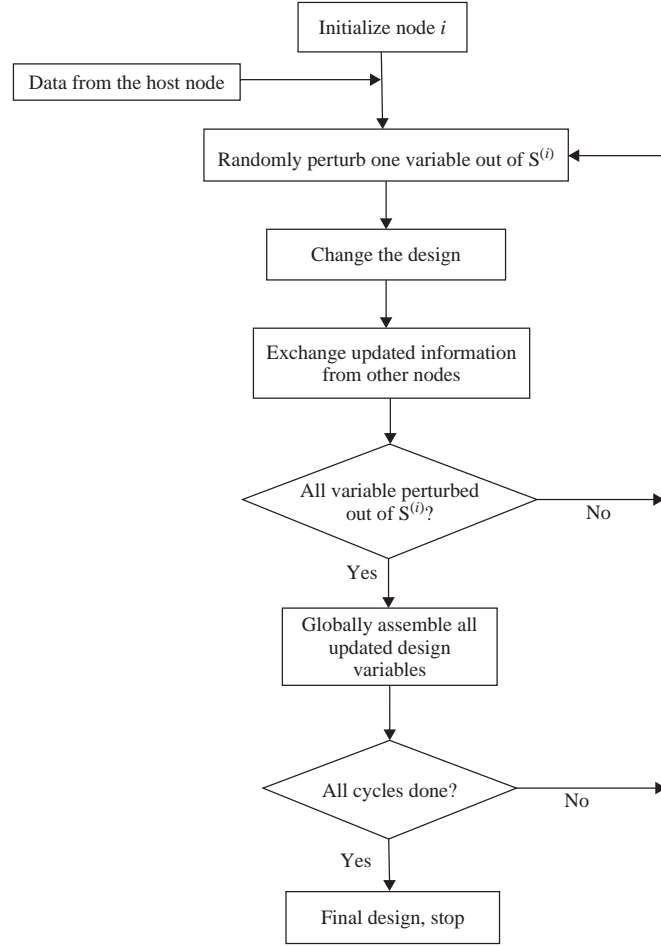 Initialize node i
Data from the host node
Randomly perturb one variable out of S⁽ⁱ⁾
Change the design
Exchange updated information
from other nodes
All variable perturbed
out of S⁽ⁱ⁾?
No
Yes
Globally assemble all
updated design
variables
All cycles done?
No
Yes
Final design, stop